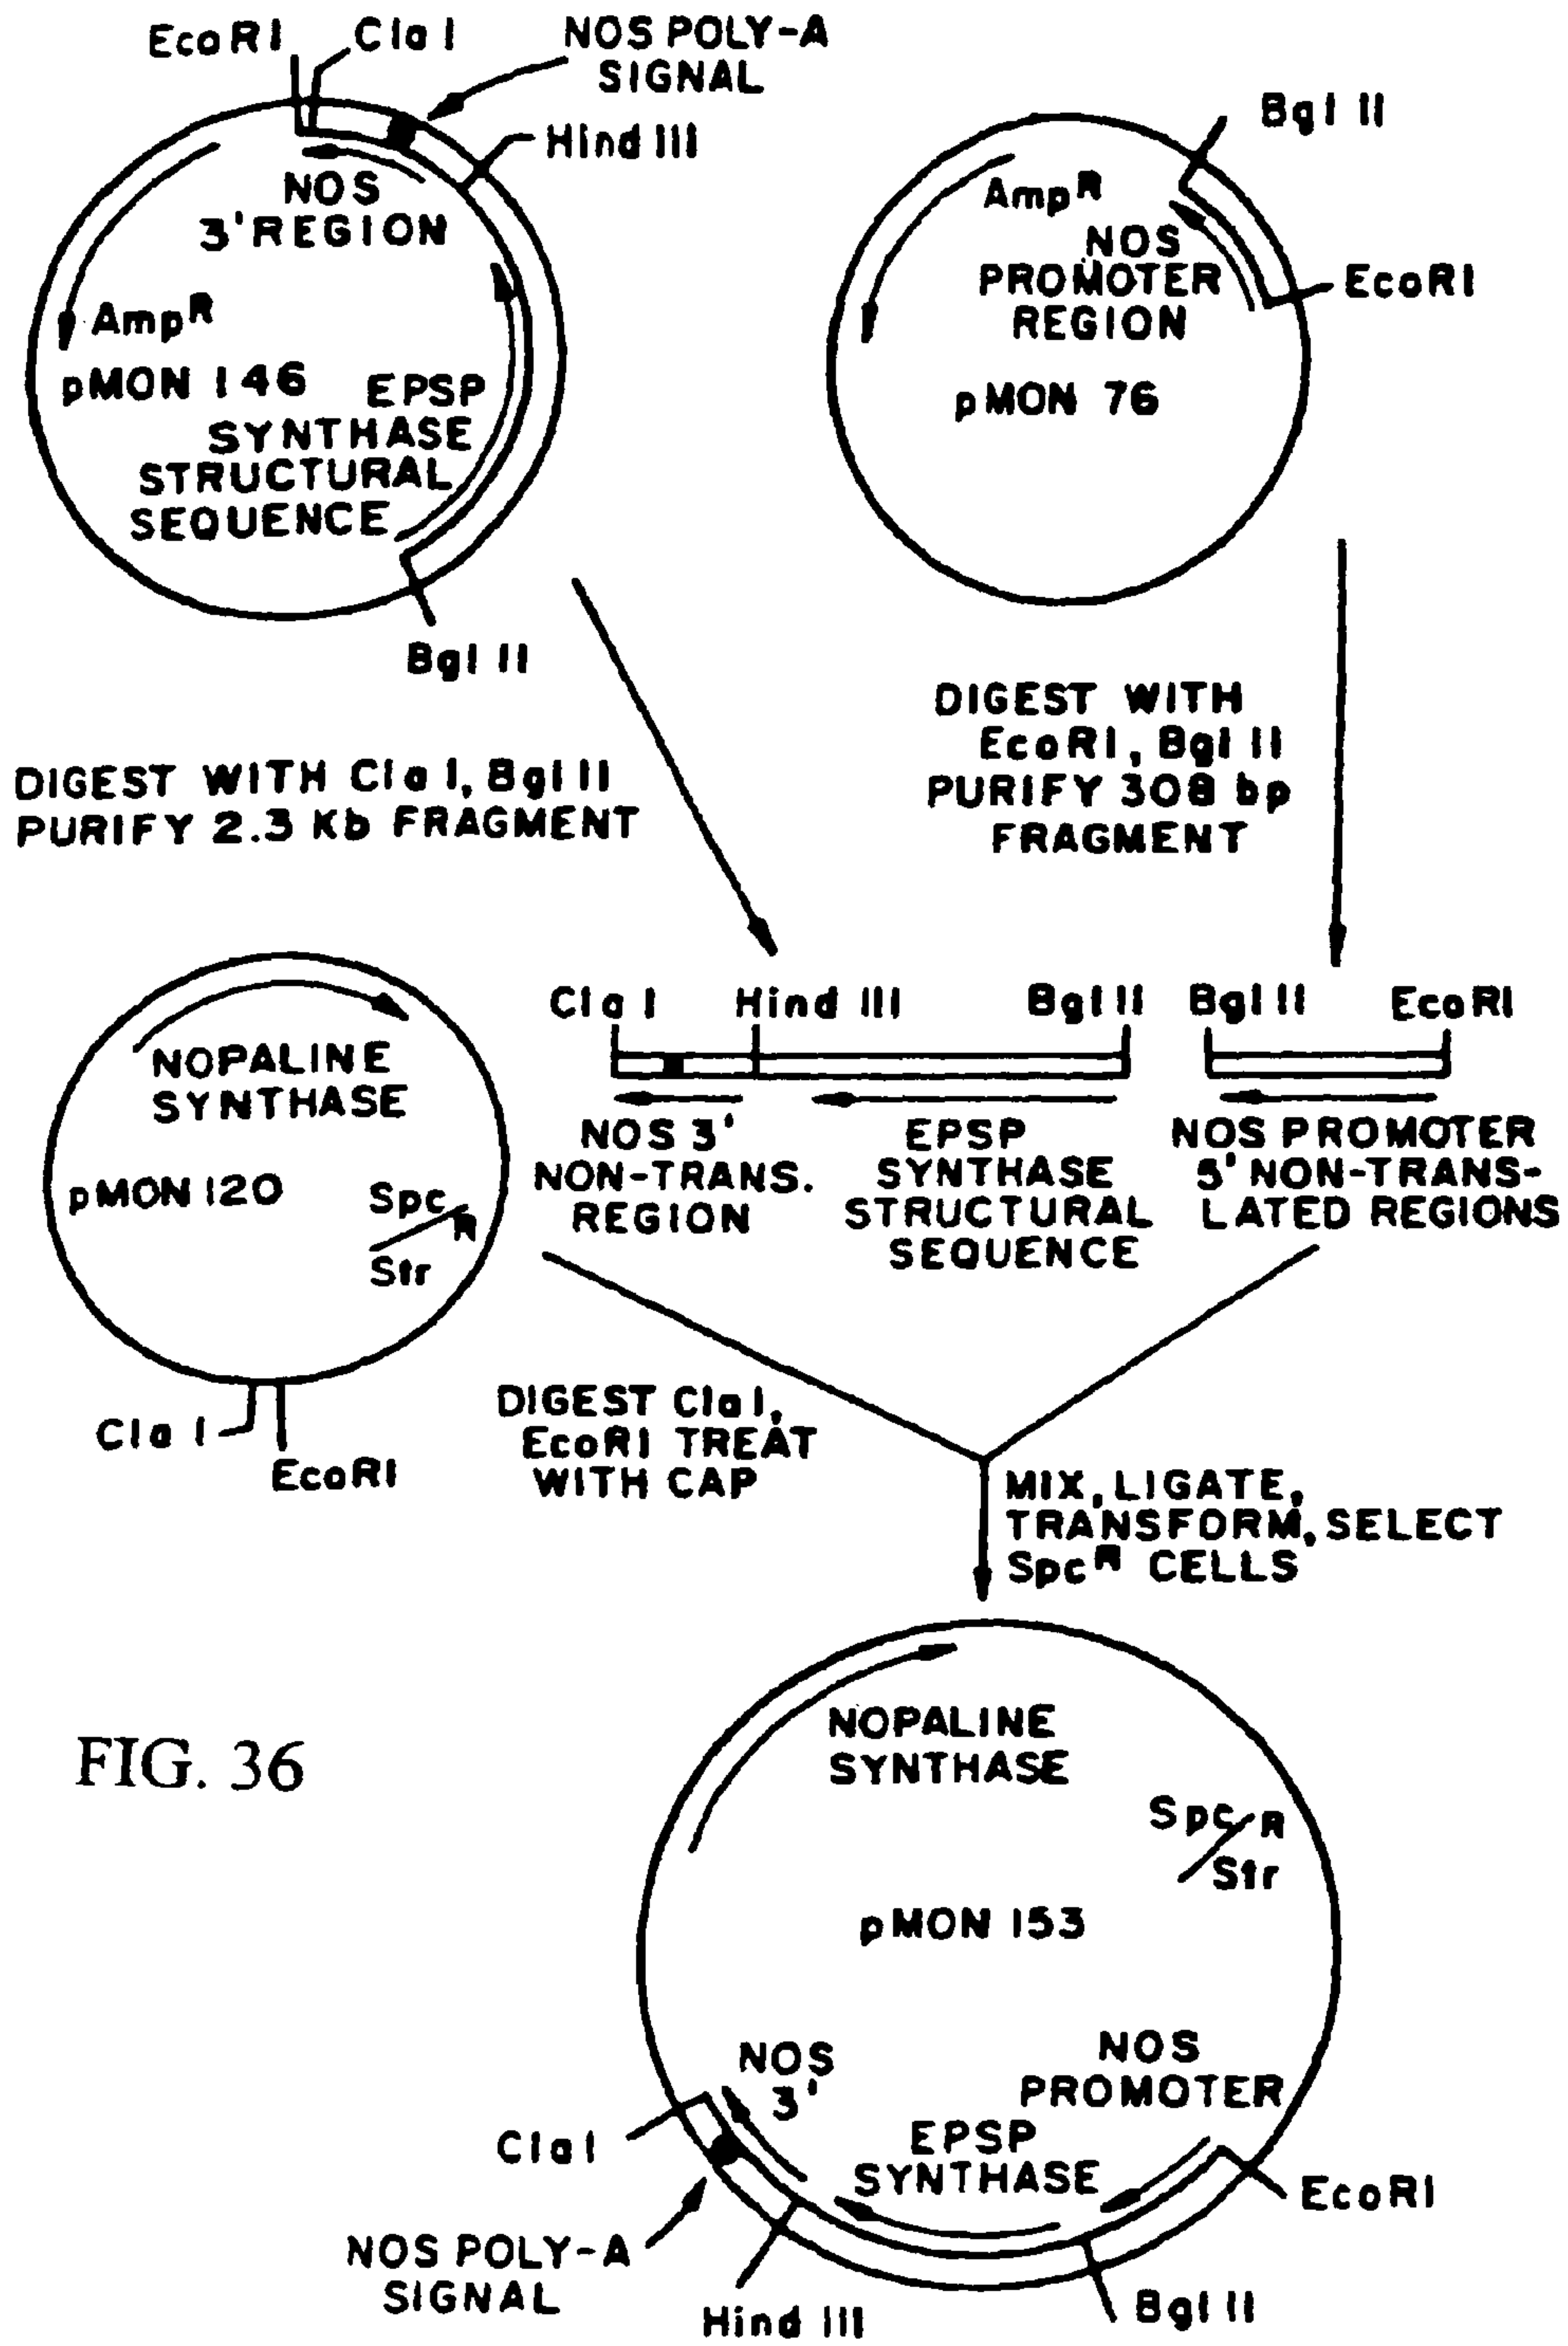 EcoRI
Cla I
NOS POLY-A
SIGNAL
Hind III
NOS
3' REGION
AmpR
pMON 146
EPSP
SYNTHASE
STRUCTURAL
SEQUENCE
Bgl II
Bgl II
AmpR
NOS
PROMOTER
REGION
EcoRI
pMON 76
DIGEST WITH Cla I, Bgl II
PURIFY 2.3 Kb FRAGMENT
DIGEST WITH
EcoRI, Bgl II
PURIFY 308 bp
FRAGMENT
NOPALINE
SYNTHASE
pMON 120
Spc R
Str
Cla I
EcoRI
Cla I Hind III Bgl II
Bgl II EcoRI
NOS 3'
NON-TRANS.
REGION
EPSP
SYNTHASE
STRUCTURAL
SEQUENCE
NOS PROMOTER
5' NON-TRANS-
LATED REGIONS
DIGEST Cla I,
EcoRI TREAT
WITH CAP
MIX, LIGATE,
TRANSFORM, SELECT
SpcR CELLS
FIG. 36
NOPALINE
SYNTHASE
Spc R
Str
pMON 153
NOS
3'
NOS
PROMOTER
EPSP
SYNTHASE
Cla I
EcoRI
NOS POLY-A
SIGNAL
Hind III
Bgl II